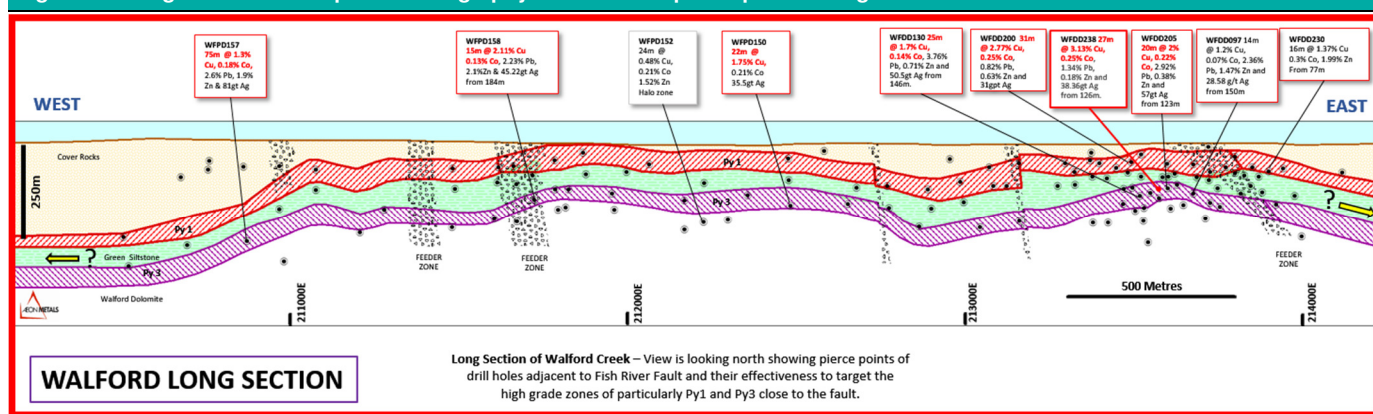 WFPD157
75m @ 1.3%
Cu, 0.18% Co,
2.6% Pb, 1.9%
Zn & 81gt Ag
WFPD158
15m @ 2.11% Cu
0.13% Co, 2.23% Pb,
2.1%Zn & 45.22gt Ag
from 184m
WFPD152
24m @
0.48% Cu,
0.21% Co
1.52% Zn
Halo zone
WFPD150
22m @
1.75% Cu,
0.21% Co
35.5gt Ag
WFDD130 25m
@ 1.7% Cu,
0.14% Co, 3.76%
Pb, 0.71% Zn and
50.5gt Ag from
146m.
WFDD200 31m
@ 2.77% Cu,
0.25% Co
0.82% Pb,
0.63% Zn and
31gpt Ag
WFDD238 27m
@ 3.13% Cu,
0.25% Co,
1.34% Pb,
0.18% Zn and
38.36gt Ag
from 126m.
WFDD205
20m @ 2%
Cu, 0.22%
Co, 2.92%
Pb, 0.38%
Zn and
57gt Ag
from 123m
WFDD097 14m
@ 1.2% Cu,
0.07% Co, 2.36%
Pb, 1.47% Zn and
28.58 g/t Ag
from 150m
WFDD230
16m @ 1.37% Cu
0.3% Co, 1.99% Zn
From 77m
WEST
EAST
Cover Rocks
250m
Py 1
Py 1
Py 3
?
?
Green Siltstone
Py 3
FEEDER
ZONE
FEEDER
ZONE
FEEDER
ZONE
Walford Dolomite
AEON METALS
211000E
212000E
213000E
214000E
500 Metres
WALFORD LONG SECTION
Long Section of Walford Creek – View is looking north showing pierce points of
drill holes adjacent to Fish River Fault and their effectiveness to target the
high grade zones of particularly Py1 and Py3 close to the fault.